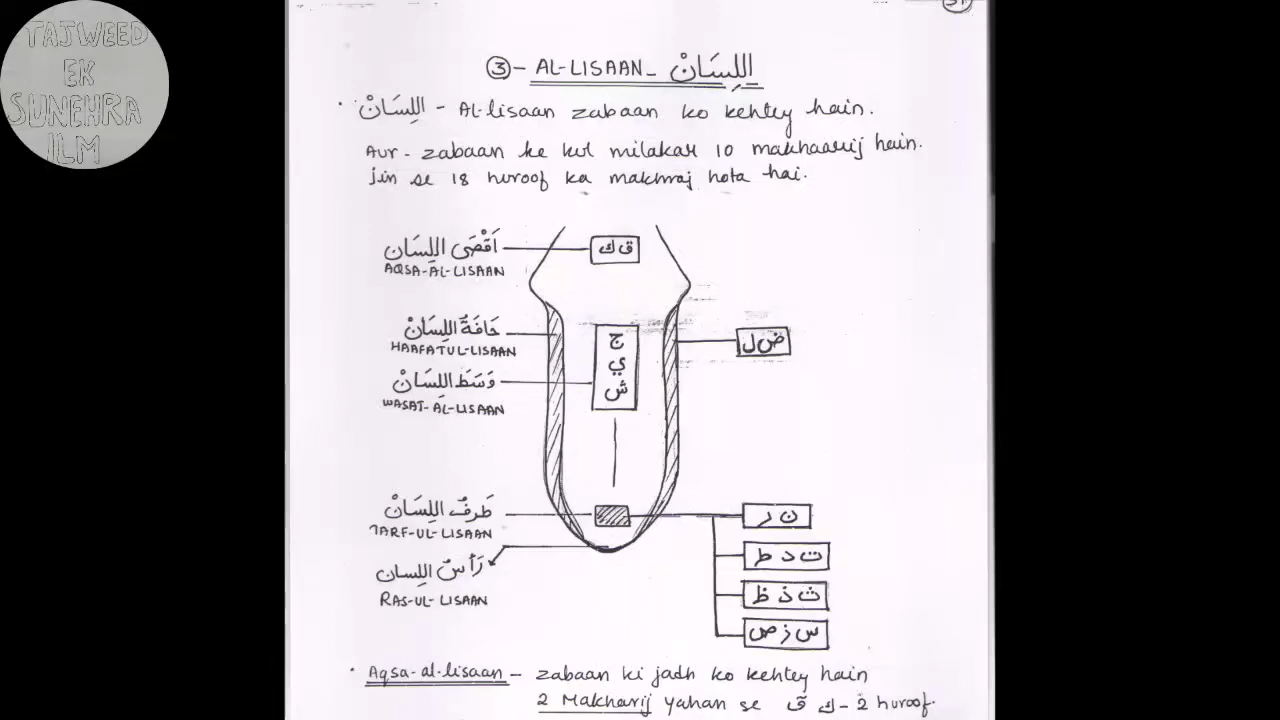 TAJWEED
EK
SUNEHRA
ILM
31
③ - AL-LISAAN - اَللِسَانْ
• اَللِسَانْ - Al-lisaan zabaan ko kehtey hain.
Aur - zabaan ke kul milakar 10 makhaarij hain.
jin se 18 huroof ka makhraj hota hai.
اَقْصَی اللِسَان
AQSA-AL-LISAAN
ق ك
حَافَةُ اللِسَانْ
HAAFATUL-LISAAN
ض ل
وَسَطَ اللِسَانْ
WASAT-AL-LISAAN
ج
ي
ش
طَرفُ اللِسَانْ
TARF-UL-LISAAN
ن ر
ت د ط
رَأسُ اللِسان
RAS-UL-LISAAN
ث ذ ظ
س ز ص
• Aqsa-al-lisaan - zabaan ki jadh ko kehtey hain
2 Makharij yahan se ق ك - 2 huroof.